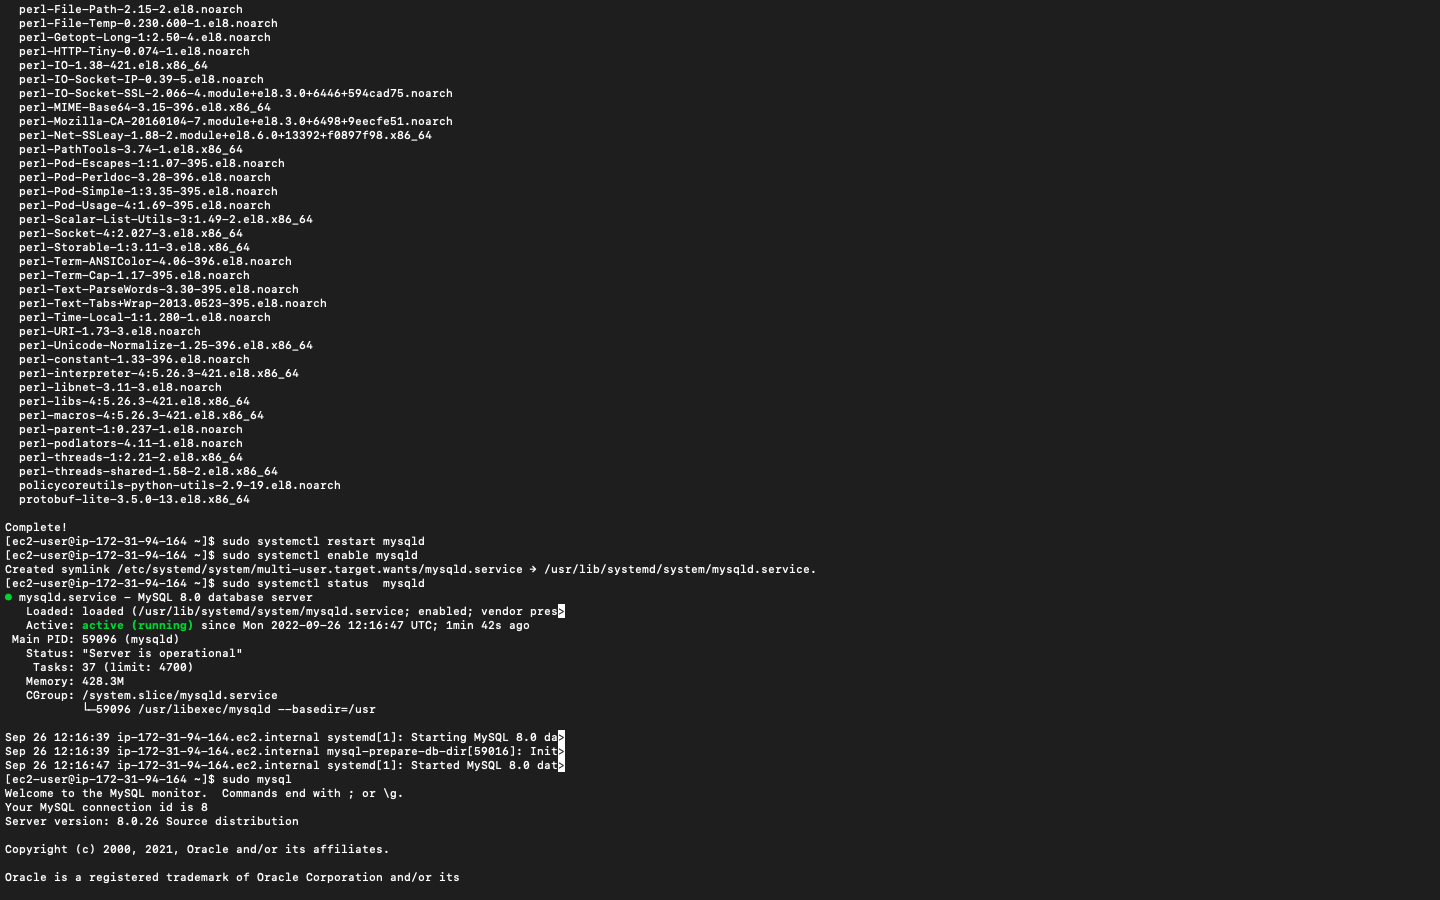 perl-File-Path-2.15-2.el8.noarch
perl-File-Temp-0.230.600-1.el8.noarch
perl-Getopt-Long-1:2.50-4.el8.noarch
perl-HTTP-Tiny-0.074-1.el8.noarch
perl-IO-1.38-421.el8.x86_64
perl-IO-Socket-IP-0.39-5.el8.noarch
perl-IO-Socket-SSL-2.066-4.module+el8.3.0+6446+594cad75.noarch
perl-MIME-Base64-3.15-396.el8.x86_64
perl-Mozilla-CA-20160104-7.module+el8.3.0+6498+9eecfe51.noarch
perl-Net-SSLeay-1.88-2.module+el8.6.0+13392+f0897f98.x86_64
perl-PathTools-3.74-1.el8.x86_64
perl-Pod-Escapes-1:1.07-395.el8.noarch
perl-Pod-Perldoc-3.28-396.el8.noarch
perl-Pod-Simple-1:3.35-395.el8.noarch
perl-Pod-Usage-4:1.69-395.el8.noarch
perl-Scalar-List-Utils-3:1.49-2.el8.x86_64
perl-Socket-4:2.027-3.el8.x86_64
perl-Storable-1:3.11-3.el8.x86_64
perl-Term-ANSIColor-4.06-396.el8.noarch
perl-Term-Cap-1.17-395.el8.noarch
perl-Text-ParseWords-3.30-395.el8.noarch
perl-Text-Tabs+Wrap-2013.0523-395.el8.noarch
perl-Time-Local-1:1.280-1.el8.noarch
perl-URI-1.73-3.el8.noarch
perl-Unicode-Normalize-1.25-396.el8.x86_64
perl-constant-1.33-396.el8.noarch
perl-interpreter-4:5.26.3-421.el8.x86_64
perl-libnet-3.11-3.el8.noarch
perl-libs-4:5.26.3-421.el8.x86_64
perl-macros-4:5.26.3-421.el8.x86_64
perl-parent-1:0.237-1.el8.noarch
perl-podlators-4.11-1.el8.noarch
perl-threads-1:2.21-2.el8.x86_64
perl-threads-shared-1.58-2.el8.x86_64
policycoreutils-python-utils-2.9-19.el8.noarch
protobuf-lite-3.5.0-13.el8.x86_64
Complete!
[ec2-user@ip-172-31-94-164 ~]$ sudo systemctl restart mysqld
[ec2-user@ip-172-31-94-164 ~]$ sudo systemctl enable mysqld
Created symlink /etc/systemd/system/multi-user.target.wants/mysqld.service → /usr/lib/systemd/system/mysqld.service.
[ec2-user@ip-172-31-94-164 ~]$ sudo systemctl status  mysqld
● mysqld.service - MySQL 8.0 database server
Loaded: loaded (/usr/lib/systemd/system/mysqld.service; enabled; vendor pres>
Active: active (running) since Mon 2022-09-26 12:16:47 UTC; 1min 42s ago
Main PID: 59096 (mysqld)
Status: "Server is operational"
Tasks: 37 (limit: 4700)
Memory: 428.3M
CGroup: /system.slice/mysqld.service
└─59096 /usr/libexec/mysqld --basedir=/usr
Sep 26 12:16:39 ip-172-31-94-164.ec2.internal systemd[1]: Starting MySQL 8.0 da>
Sep 26 12:16:39 ip-172-31-94-164.ec2.internal mysql-prepare-db-dir[59016]: Init>
Sep 26 12:16:47 ip-172-31-94-164.ec2.internal systemd[1]: Started MySQL 8.0 dat>
[ec2-user@ip-172-31-94-164 ~]$ sudo mysql
Welcome to the MySQL monitor.  Commands end with ; or \g.
Your MySQL connection id is 8
Server version: 8.0.26 Source distribution
Copyright (c) 2000, 2021, Oracle and/or its affiliates.
Oracle is a registered trademark of Oracle Corporation and/or its